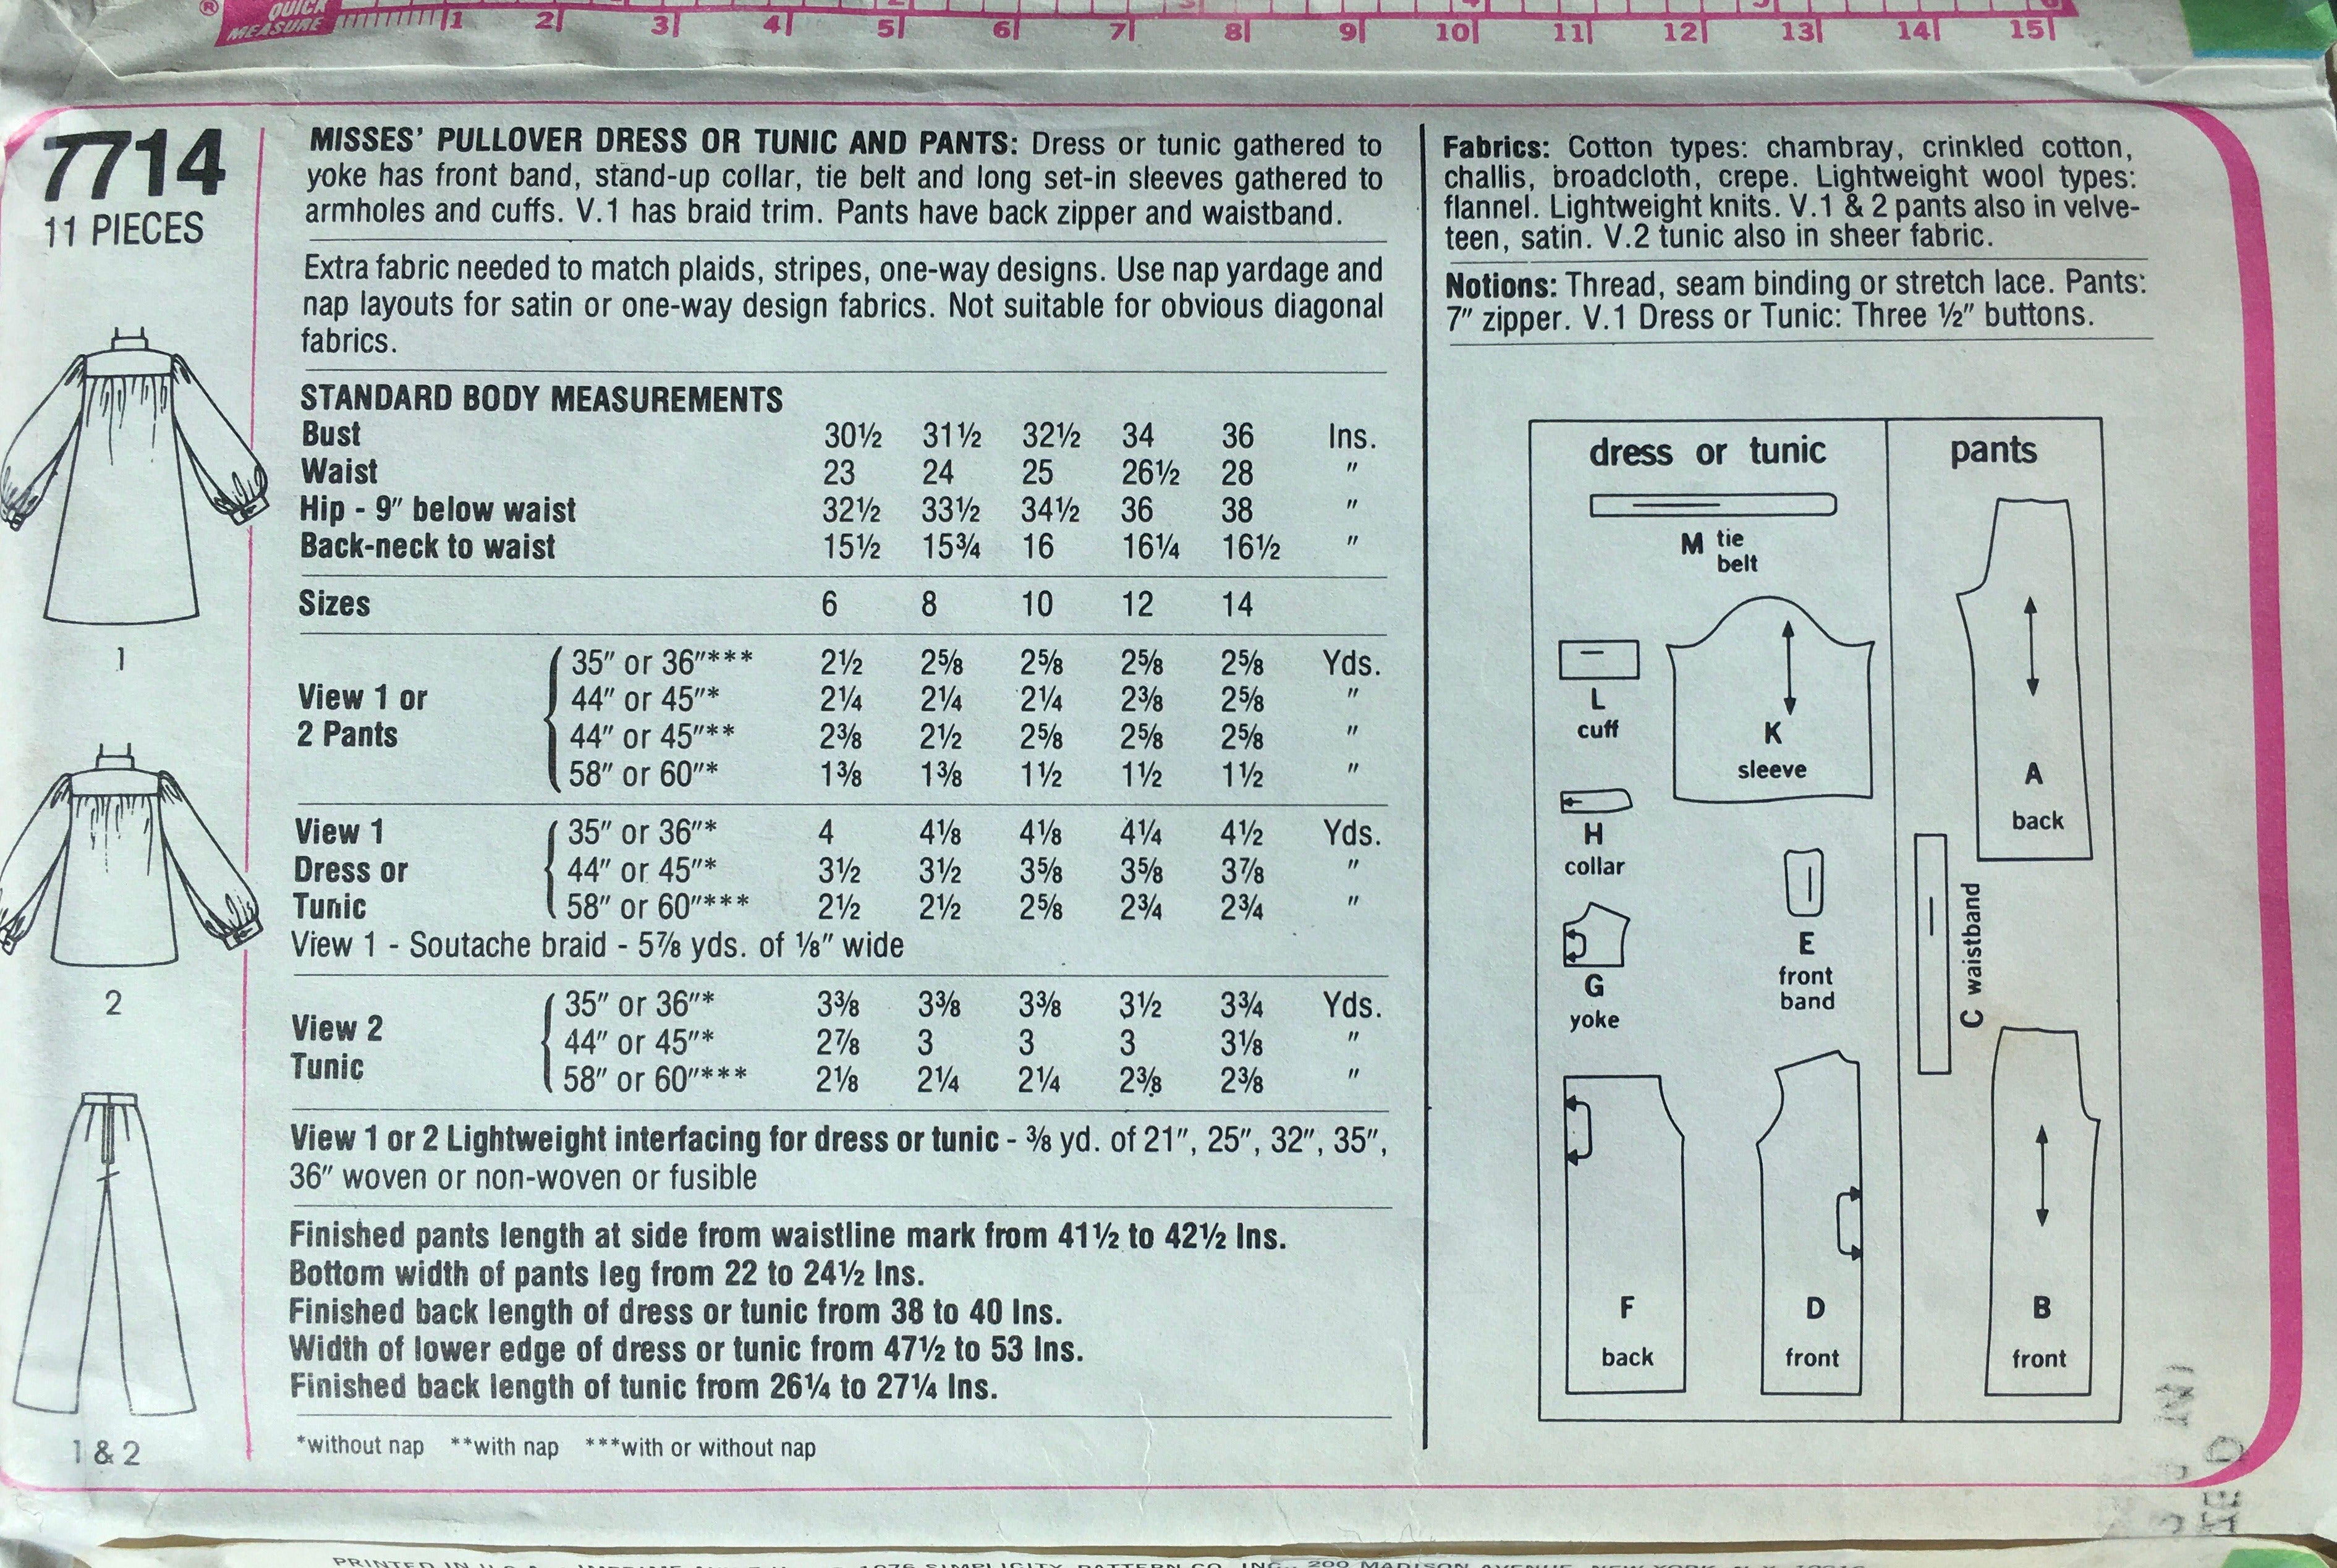 ® QUICK
MEASURE 1 2 3 4 5 6 7 8 9 10 11 12 13 14 15
7714
11 PIECES
1
2
1 & 2
MISSES' PULLOVER DRESS OR TUNIC AND PANTS: Dress or tunic gathered to
yoke has front band, stand-up collar, tie belt and long set-in sleeves gathered to
armholes and cuffs. V.1 has braid trim. Pants have back zipper and waistband.
Extra fabric needed to match plaids, stripes, one-way designs. Use nap yardage and
nap layouts for satin or one-way design fabrics. Not suitable for obvious diagonal
fabrics.
STANDARD BODY MEASUREMENTS
Bust 30½ 31½ 32½ 34 36 Ins.
Waist 23 24 25 26½ 28 "
Hip - 9" below waist 32½ 33½ 34½ 36 38 "
Back-neck to waist 15½ 15¾ 16 16¼ 16½ "
Sizes 6 8 10 12 14
View 1 or
2 Pants
35" or 36"*** 2½ 2⅝ 2⅝ 2⅝ 2⅝ Yds.
44" or 45"* 2¼ 2¼ 2¼ 2⅜ 2⅝ "
44" or 45"** 2⅜ 2½ 2⅝ 2⅝ 2⅝ "
58" or 60"* 1⅜ 1⅜ 1½ 1½ 1½ "
View 1
Dress or
Tunic
35" or 36"* 4 4⅛ 4⅛ 4¼ 4½ Yds.
44" or 45"* 3½ 3½ 3⅝ 3⅝ 3⅞ "
58" or 60"*** 2½ 2½ 2⅝ 2¾ 2¾ "
View 1 - Soutache braid - 5⅞ yds. of ⅛" wide
View 2
Tunic
35" or 36"* 3⅜ 3⅜ 3⅜ 3½ 3¾ Yds.
44" or 45"* 2⅞ 3 3 3 3⅛ "
58" or 60"*** 2⅛ 2¼ 2¼ 2⅜ 2⅜ "
View 1 or 2 Lightweight interfacing for dress or tunic - ⅜ yd. of 21", 25", 32", 35",
36" woven or non-woven or fusible
Finished pants length at side from waistline mark from 41½ to 42½ Ins.
Bottom width of pants leg from 22 to 24½ Ins.
Finished back length of dress or tunic from 38 to 40 Ins.
Width of lower edge of dress or tunic from 47½ to 53 Ins.
Finished back length of tunic from 26¼ to 27¼ Ins.
*without nap **with nap ***with or without nap
Fabrics: Cotton types: chambray, crinkled cotton,
challis, broadcloth, crepe. Lightweight wool types:
flannel. Lightweight knits. V.1 & 2 pants also in velve-
teen, satin. V.2 tunic also in sheer fabric.
Notions: Thread, seam binding or stretch lace. Pants:
7" zipper. V.1 Dress or Tunic: Three ½" buttons.
dress or tunic
M tie
belt
L
cuff
K
sleeve
H
collar
G
yoke
E
front
band
F
back
D
front
pants
A
back
C waistband
B
front
PRINTED IN U.S.A. 1976 SIMPLICITY PATTERN CO. INC., 200 MADISON AVENUE, NEW YORK, N.Y.